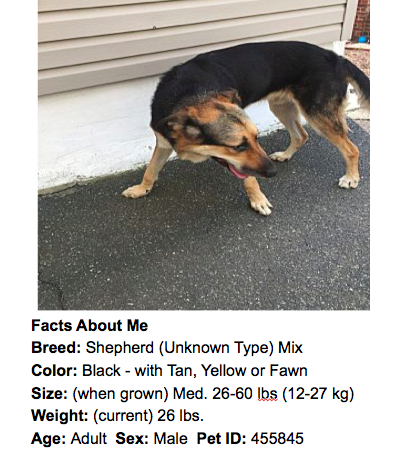 Facts About Me
Breed: Shepherd (Unknown Type) Mix
Color: Black - with Tan, Yellow or Fawn
Size: (when grown) Med. 26-60 lbs (12-27 kg)
Weight: (current) 26 lbs.
Age: Adult  Sex: Male  Pet ID: 455845